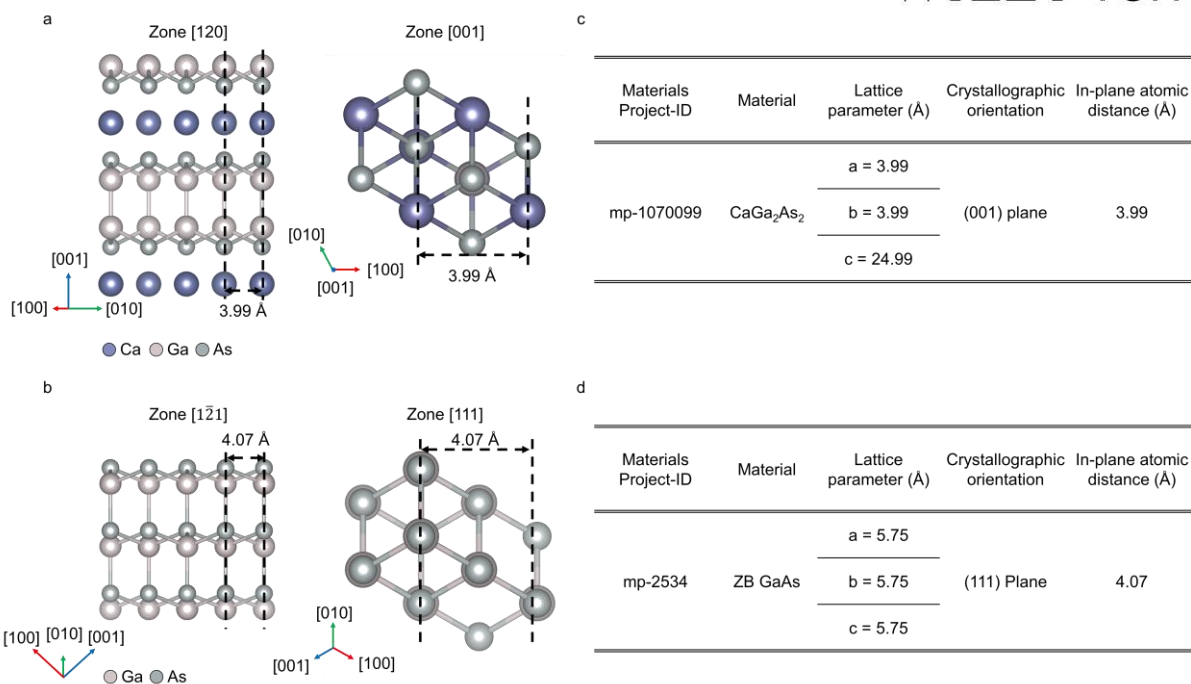 a
Zone [120]
Zone [001]
[001]
[100]
[010]
3.99 Å
[010]
[100]
[001]
3.99 Å
Ca Ga As
b
Zone [12̄1]
Zone [111]
4.07 Å
4.07 Å
[100] [010] [001]
[010]
[001]
[100]
Ga As
c
Materials Project-ID Material Lattice parameter (Å) Crystallographic orientation In-plane atomic distance (Å)
a = 3.99
mp-1070099 CaGa₂As₂ b = 3.99 (001) plane 3.99
c = 24.99
d
Materials Project-ID Material Lattice parameter (Å) Crystallographic orientation In-plane atomic distance (Å)
a = 5.75
mp-2534 ZB GaAs b = 5.75 (111) Plane 4.07
c = 5.75